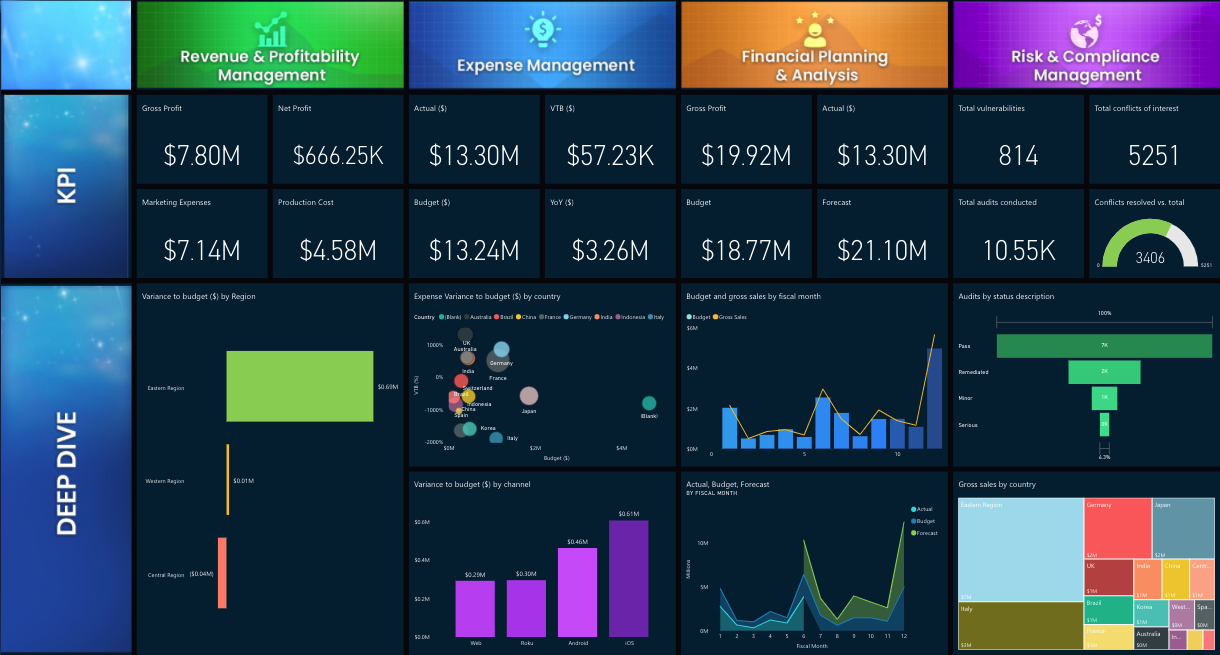 Revenue & Profitability
Management
Expense Management
Financial Planning
& Analysis
Risk & Compliance
Management
KPI
Gross Profit
$7.80M
Net Profit
$666.25K
Actual ($)
$13.30M
VTB ($)
$57.23K
Gross Profit
$19.92M
Actual ($)
$13.30M
Total vulnerabilities
814
Total conflicts of interest
5251
Marketing Expenses
$7.14M
Production Cost
$4.58M
Budget ($)
$13.24M
YoY ($)
$3.26M
Budget
$18.77M
Forecast
$21.10M
Total audits conducted
10.55K
Conflicts resolved vs. total
3406
0
5251
DEEP DIVE
Variance to budget ($) by Region
Eastern Region
$0.69M
Western Region
$0.01M
Central Region
($0.04M)
Expense Variance to budget ($) by country
Country (Blank) Australia Brazil China France Germany India Indonesia Italy
VTB (%)
1000%
0%
-1000%
-2000%
UK
Australia
Germany
India
France
Switzerland
Brazil
Indonesia
China
Spain
Japan
(Blank)
Korea
Italy
$0M $2M $4M
Budget ($)
Budget and gross sales by fiscal month
Budget Gross Sales
$6M
$4M
$2M
$0M
0 5 10
Audits by status description
100%
Pass
7K
Remediated
2K
Minor
1K
Serious
4.3%
Variance to budget ($) by channel
$0.6M
$0.4M
$0.2M
$0.0M
$0.29M
$0.30M
$0.46M
$0.61M
Web Roku Android iOS
Actual, Budget, Forecast
BY FISCAL MONTH
Actual
Budget
Forecast
Millions
10M
5M
0M
1 2 3 4 5 6 7 8 9 10 11 12
Fiscal Month
Gross sales by country
Eastern Region
Germany
$2M
Japan
$2M
Italy
$2M
UK
$1M
India
$1M
China
$1M
Centr...
$1M
Brazil
$1M
Korea
$1M
West...
$0M
Spa...
$0M
France
Australia
$0M
In...